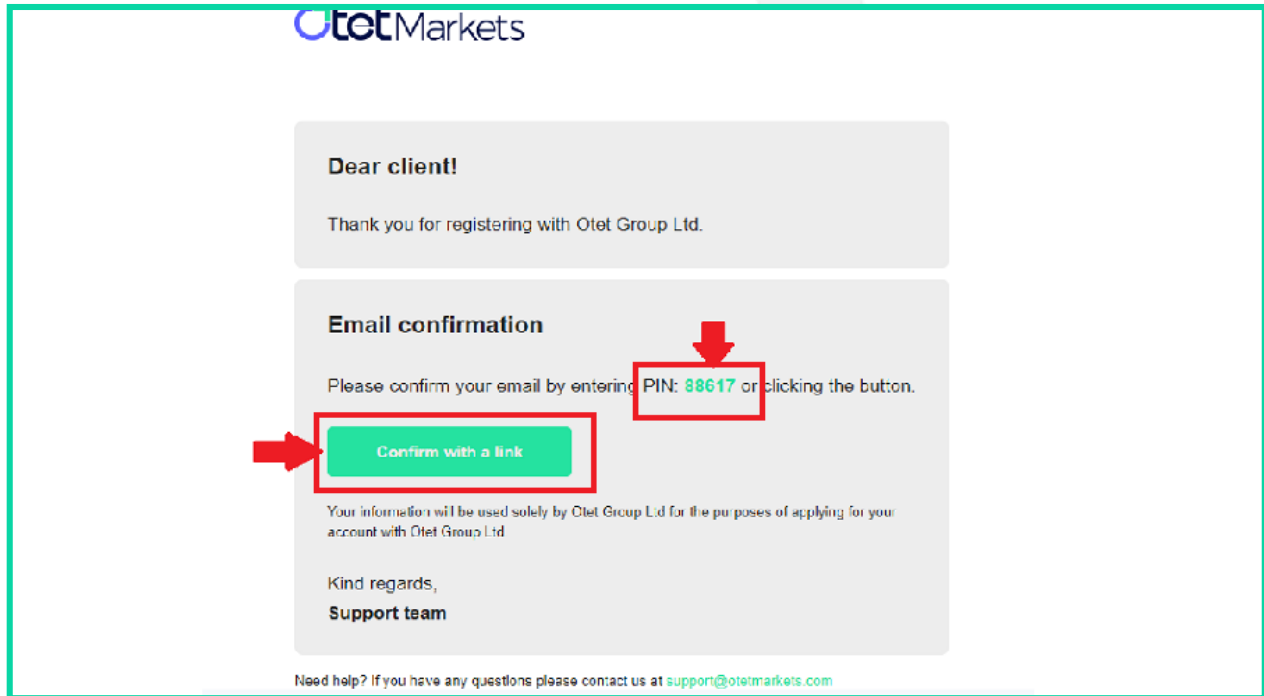 OtetMarkets
Dear client!
Thank you for registering with Otet Group Ltd.
Email confirmation
Please confirm your email by entering PIN: 88617 or clicking the button.
Confirm with a link
Your information will be used solely by Otet Group Ltd for the purposes of applying for your
account with Otet Group Ltd
Kind regards,
Support team
Need help? If you have any questions please contact us at support@otetmarkets.com